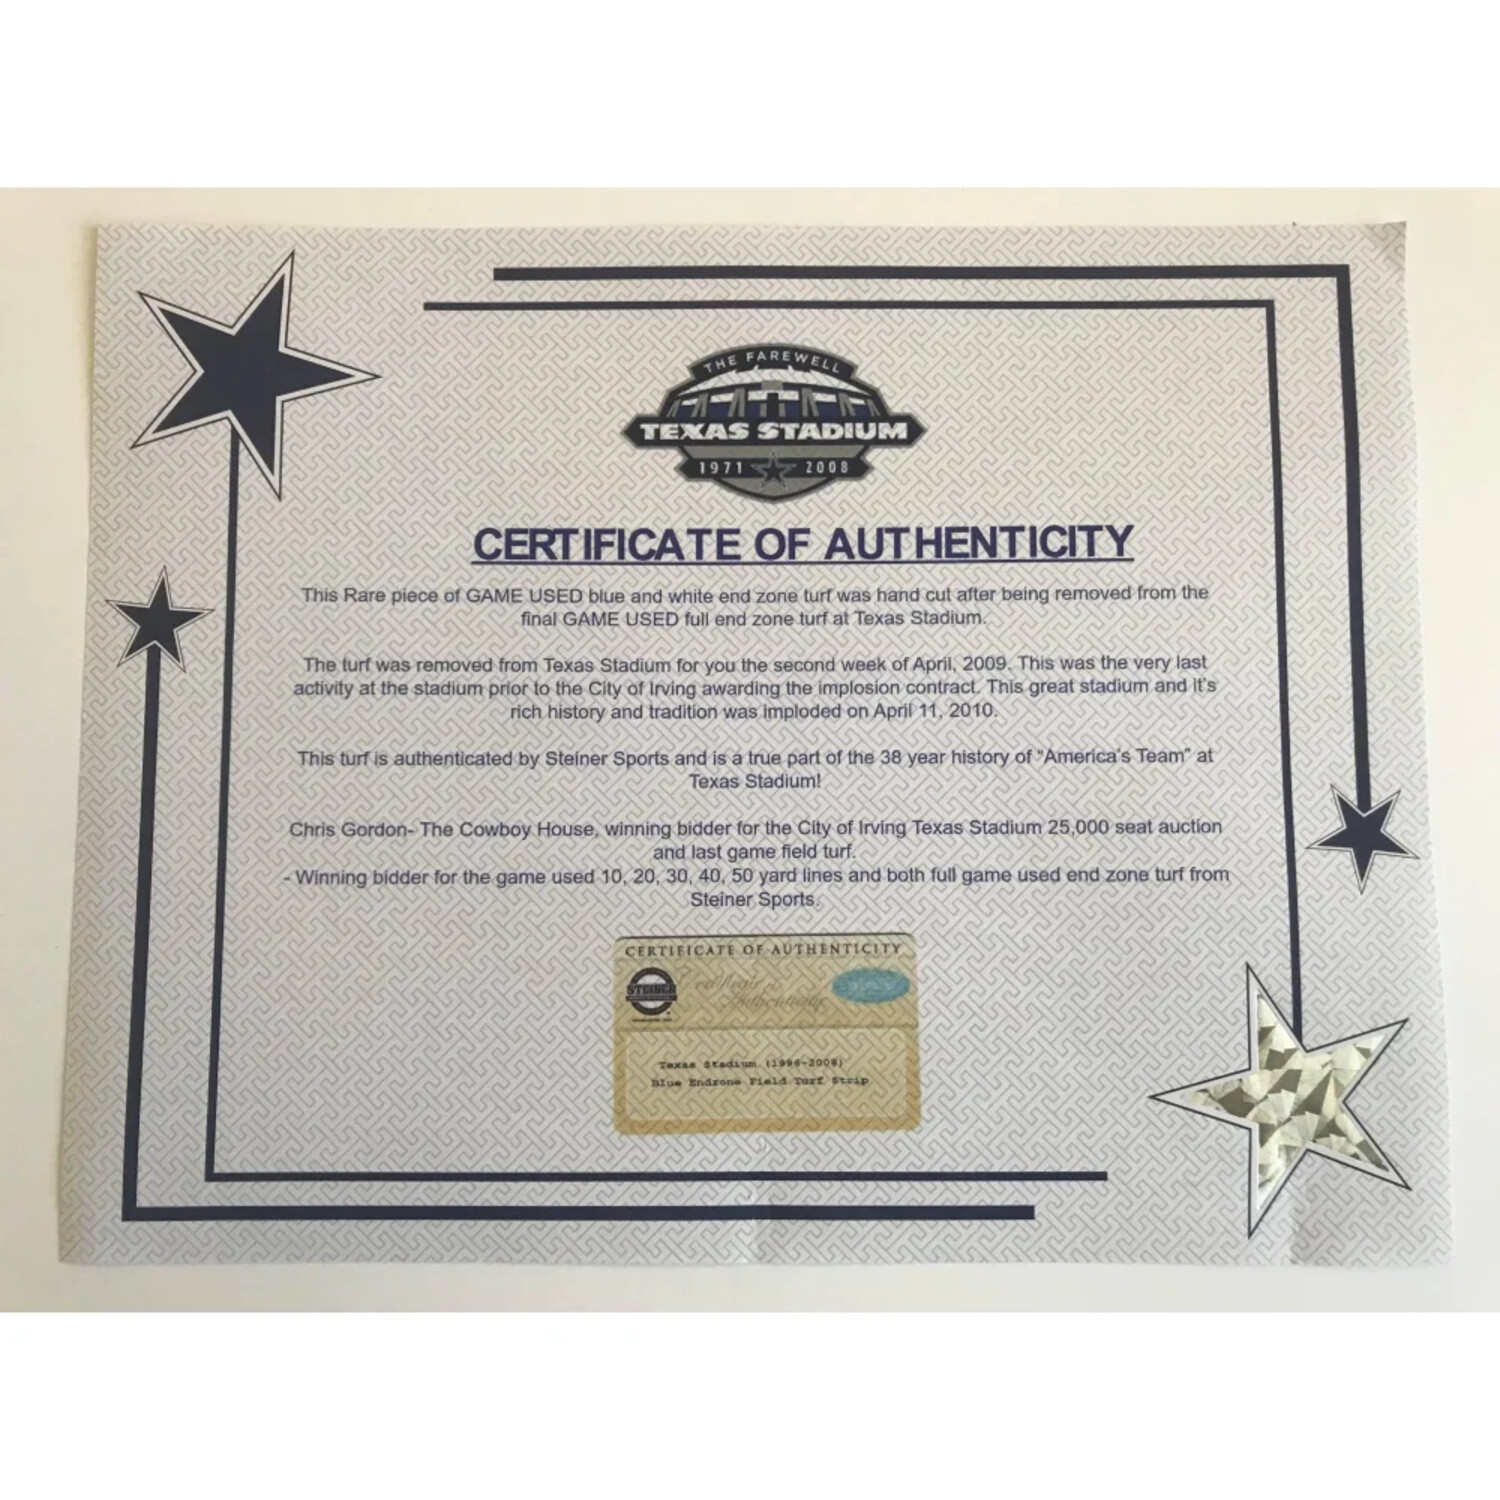 THE FAREWELL
TEXAS STADIUM
1971 2008
CERTIFICATE OF AUTHENTICITY
This Rare piece of GAME USED blue and white end zone turf was hand cut after being removed from the
final GAME USED full end zone turf at Texas Stadium.
The turf was removed from Texas Stadium for you the second week of April, 2009. This was the very last
activity at the stadium prior to the City of Irving awarding the implosion contract. This great stadium and it's
rich history and tradition was imploded on April 11, 2010.
This turf is authenticated by Steiner Sports and is a true part of the 38 year history of "America's Team" at
Texas Stadium!
Chris Gordon- The Cowboy House, winning bidder for the City of Irving Texas Stadium 25,000 seat auction
and last game field turf.
- Winning bidder for the game used 10, 20, 30, 40, 50 yard lines and both full game used end zone turf from
Steiner Sports.
CERTIFICATE OF AUTHENTICITY
STEINER
Certificate of
Authenticity
Texas Stadium (1996-2008)
Blue Endzone Field Turf Strip